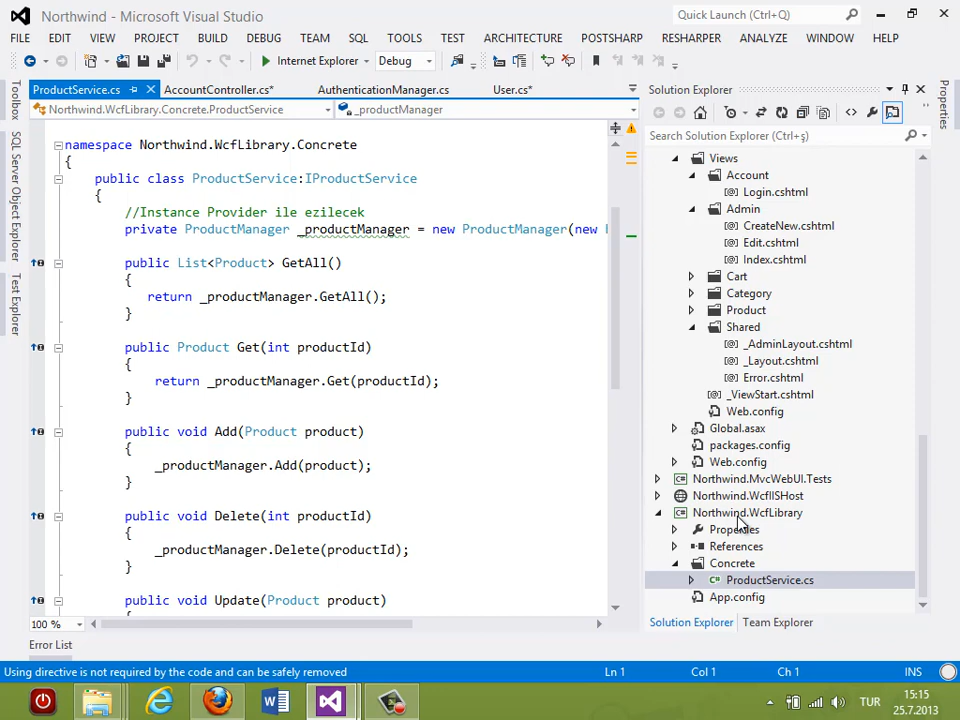 Northwind - Microsoft Visual Studio
Quick Launch (Ctrl+Q)
FILE EDIT VIEW PROJECT BUILD DEBUG TEAM SQL TOOLS TEST ARCHITECTURE POSTSHARP RESHARPER ANALYZE WINDOW HELP
Internet Explorer Debug
ProductService.cs AccountController.cs* AuthenticationManager.cs User.cs*
Northwind.WcfLibrary.Concrete.ProductService _productManager
Toolbox
SQL Server Object Explorer
Test Explorer
namespace Northwind.WcfLibrary.Concrete
{
public class ProductService:IProductService
{
//Instance Provider ile ezilecek
private ProductManager _productManager = new ProductManager(new
public List<Product> GetAll()
{
return _productManager.GetAll();
}
public Product Get(int productId)
{
return _productManager.Get(productId);
}
public void Add(Product product)
{
_productManager.Add(product);
}
public void Delete(int productId)
{
_productManager.Delete(productId);
}
public void Update(Product product)
100 %
Solution Explorer
Search Solution Explorer (Ctrl+ş)
Views
Account
Login.cshtml
Admin
CreateNew.cshtml
Edit.cshtml
Index.cshtml
Cart
Category
Product
Shared
_AdminLayout.cshtml
_Layout.cshtml
Error.cshtml
_ViewStart.cshtml
Web.config
Global.asax
packages.config
Web.config
Northwind.MvcWebUI.Tests
Northwind.WcfIISHost
Northwind.WcfLibrary
Properties
References
Concrete
ProductService.cs
App.config
Solution Explorer Team Explorer
Properties
Error List
Using directive is not required by the code and can be safely removed Ln 1 Col 1 Ch 1 INS
TUR
15:15
25.7.2013